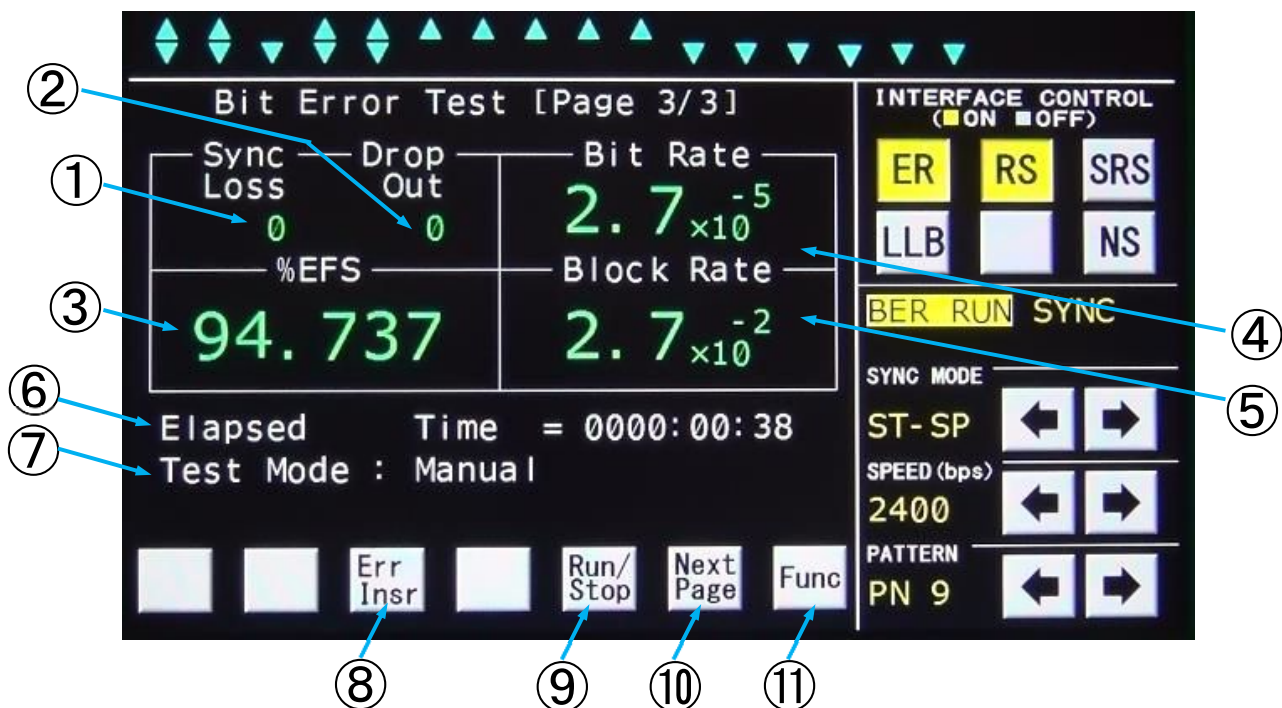 Bit Error Test [Page 3/3]
Sync Loss
0
Drop Out
0
Bit Rate
2.7×10-5
%EFS
94.737
Block Rate
2.7×10-2
Elapsed Time = 0000:00:38
Test Mode : Manual
Err Insr
Run/Stop
Next Page
Func
INTERFACE CONTROL
(■ON ■OFF)
ER RS SRS
LLB NS
BER RUN SYNC
SYNC MODE
ST-SP
SPEED(bps)
2400
PATTERN
PN 9
①
②
③
④
⑤
⑥
⑦
⑧
⑨
⑩
⑪